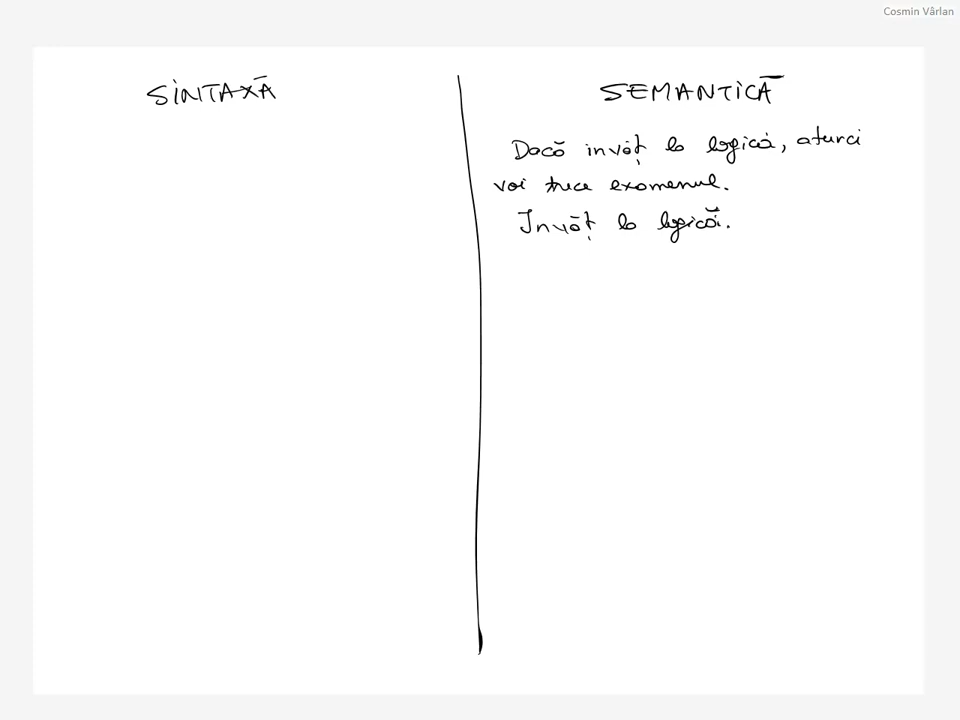 Cosmin Vârlan
SINTAXĂ
SEMANTICĂ
Dacă învăț la logică, atunci
voi trece examenul.
Învăț la logică.